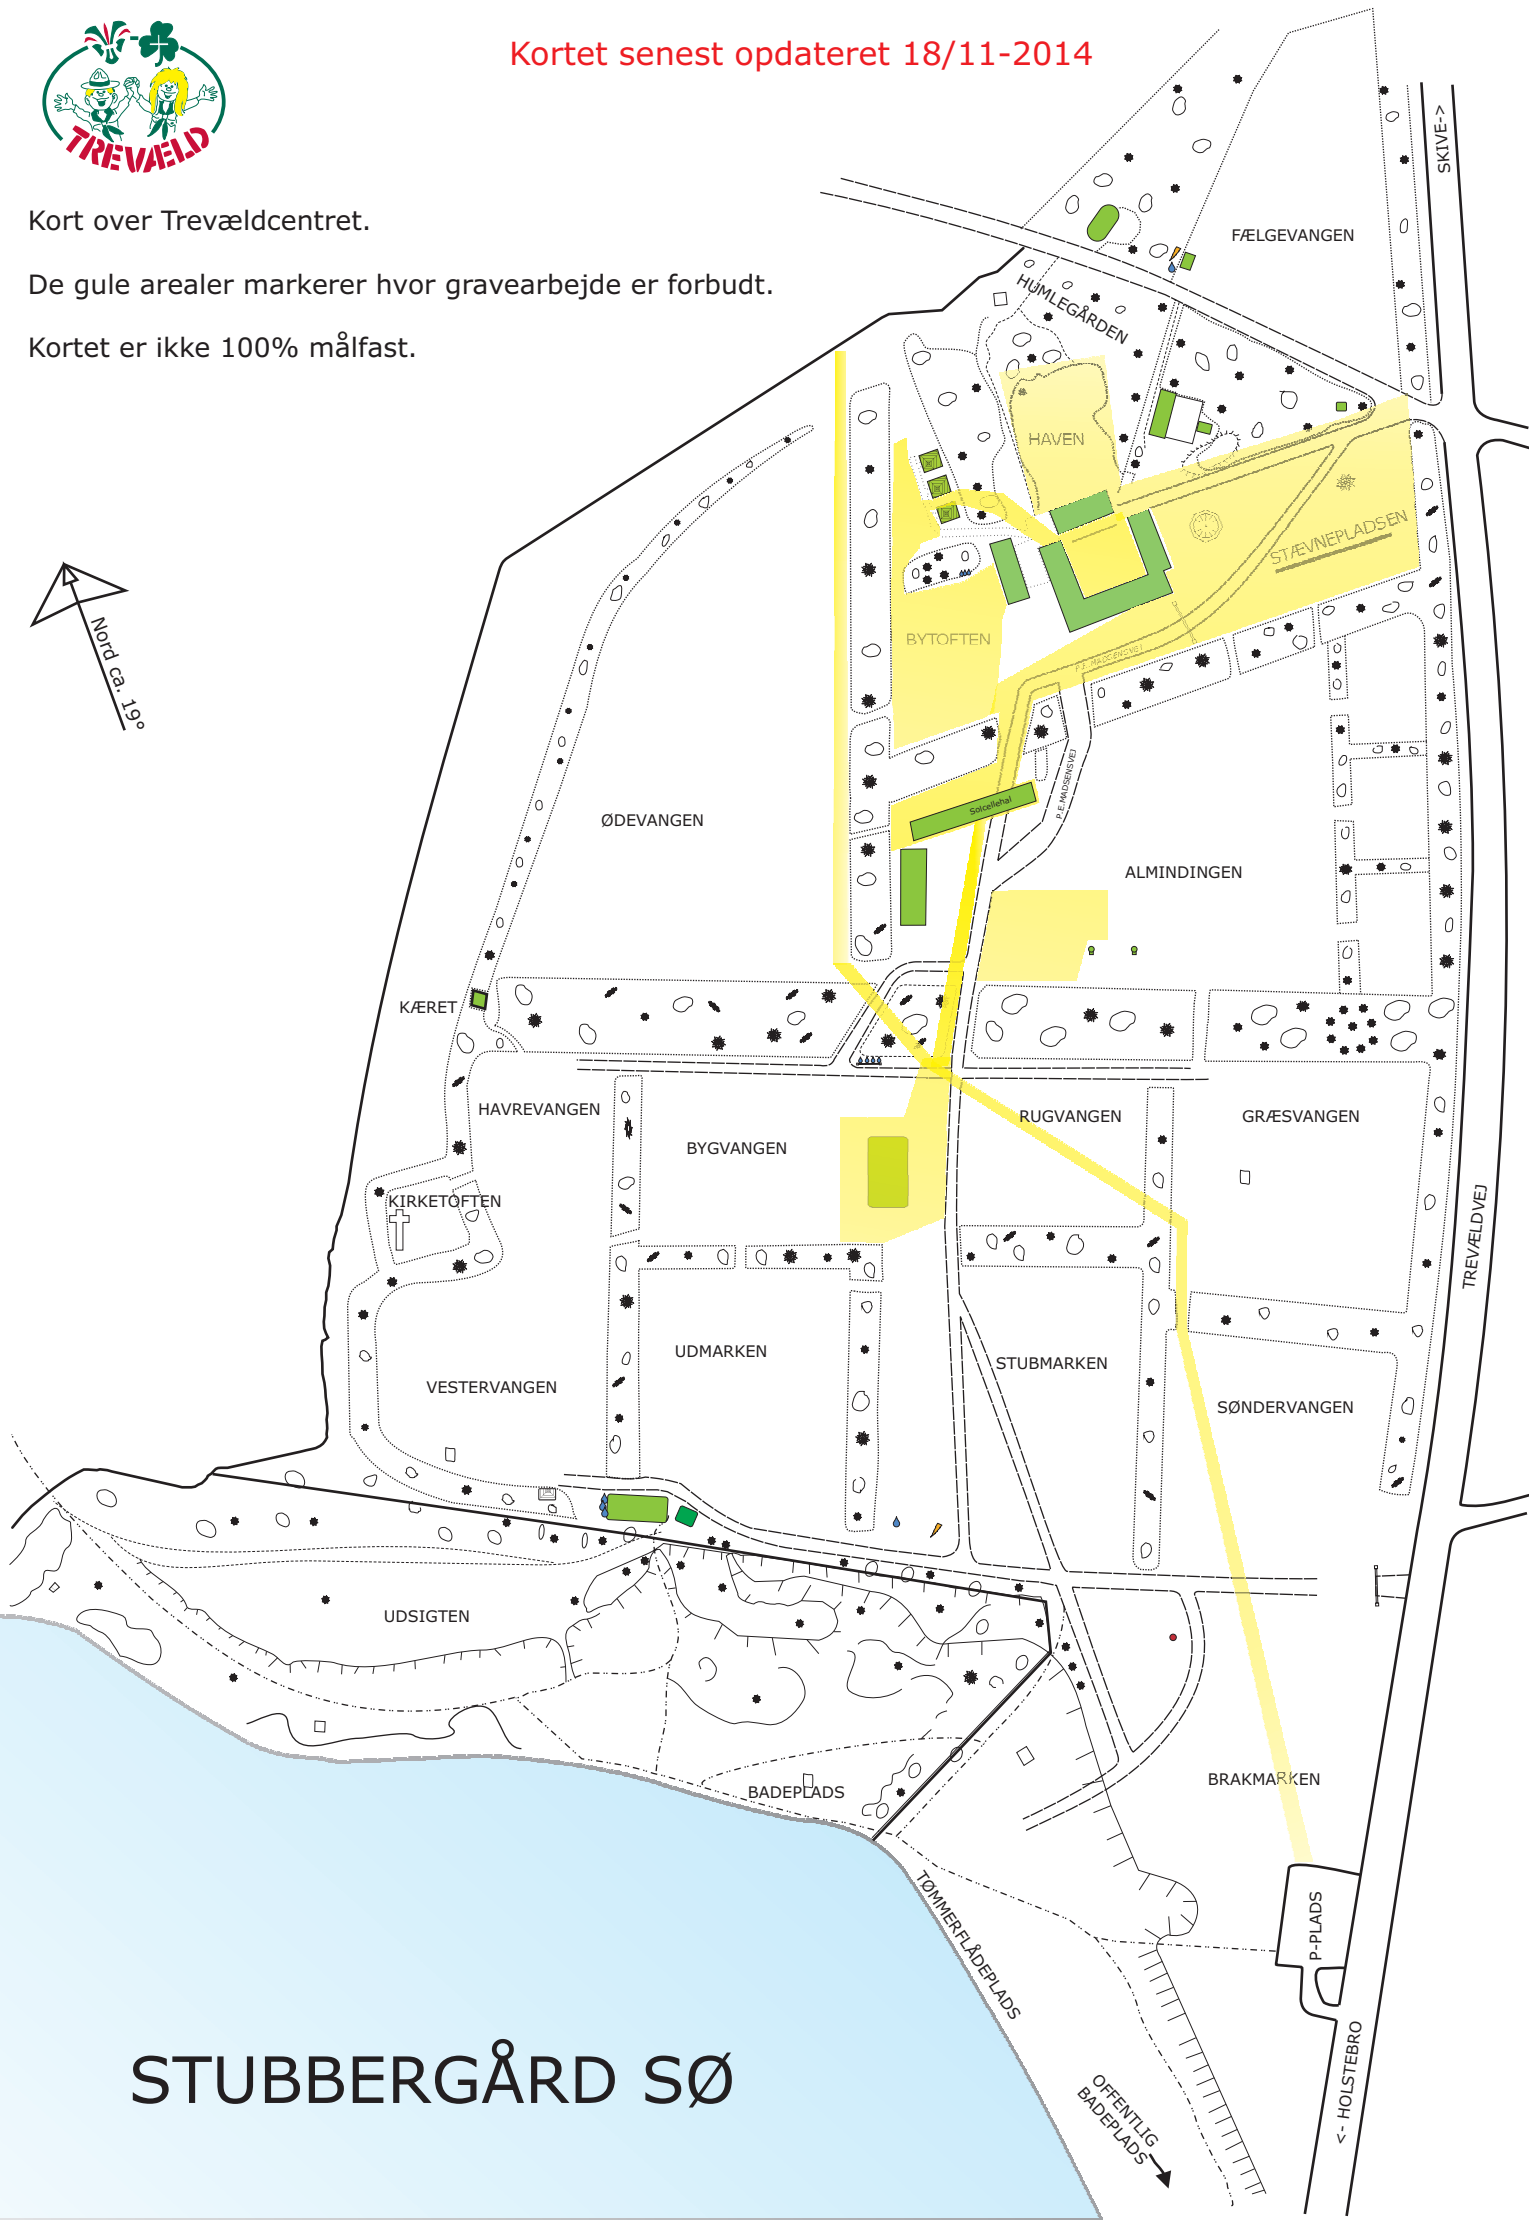 Kortet senest opdateret 18/11-2014
TREVÆLD
Kort over Trevældcentret.
De gule arealer markerer hvor gravearbejde er forbudt.
Kortet er ikke 100% målfast.
SKIVE->
FÆLGEVANGEN
HUMLEGÅRDEN
HAVEN
STÆVNEPLADSEN
Nord ca. 19°
BYTOFTEN
P.E. MADSENSVEJ
P.E.MADSENSVEJ
Solcellehal
ØDEVANGEN
ALMINDINGEN
KÆRET
HAVREVANGEN
BYGVANGEN
RUGVANGEN
GRÆSVANGEN
KIRKETOFTEN
TREVÆLDVEJ
UDMARKEN
STUBMARKEN
VESTERVANGEN
SØNDERVANGEN
UDSIGTEN
BADEPLADS
BRAKMARKEN
TØMMERFLÅDEPLADS
P-PLADS
STUBBERGÅRD SØ
<- HOLSTEBRO
OFFENTLIG
BADEPLADS